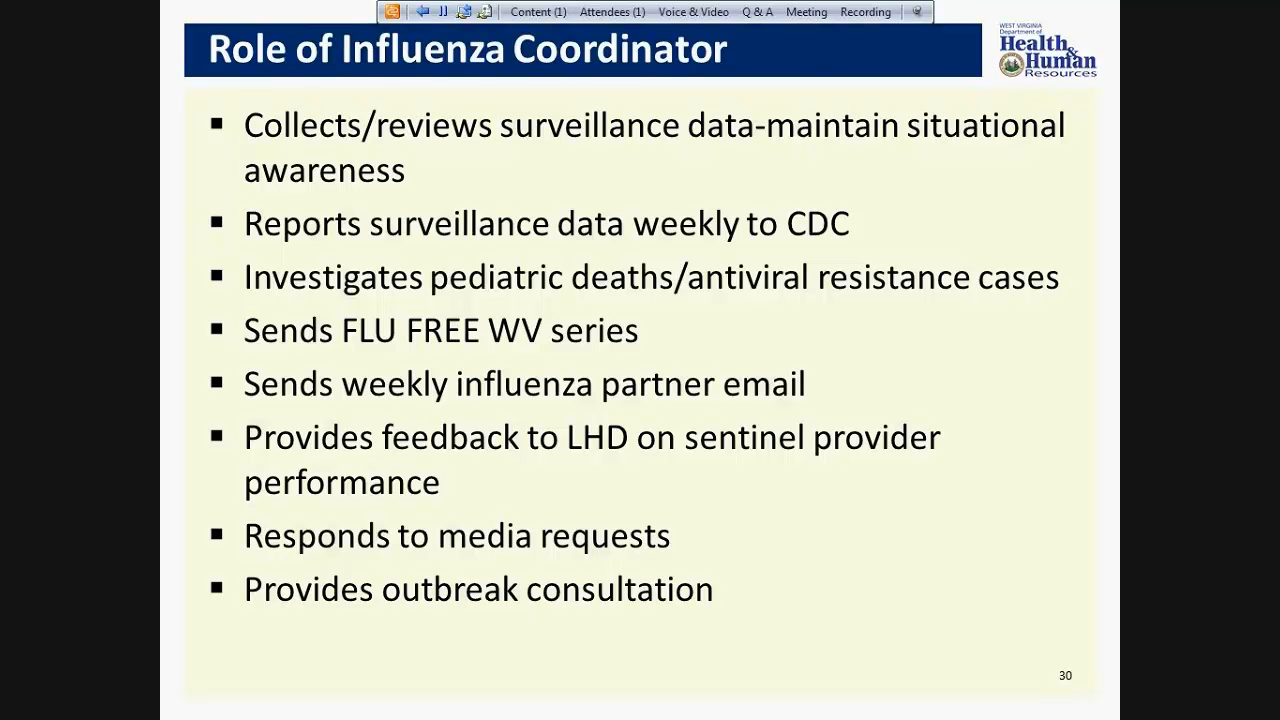 Content (1) Attendees (1) Voice & Video Q & A Meeting Recording
Role of Influenza Coordinator
WEST VIRGINIA
Department of
Health &
Human
Resources
▪ Collects/reviews surveillance data-maintain situational
awareness
▪ Reports surveillance data weekly to CDC
▪ Investigates pediatric deaths/antiviral resistance cases
▪ Sends FLU FREE WV series
▪ Sends weekly influenza partner email
▪ Provides feedback to LHD on sentinel provider
performance
▪ Responds to media requests
▪ Provides outbreak consultation
30